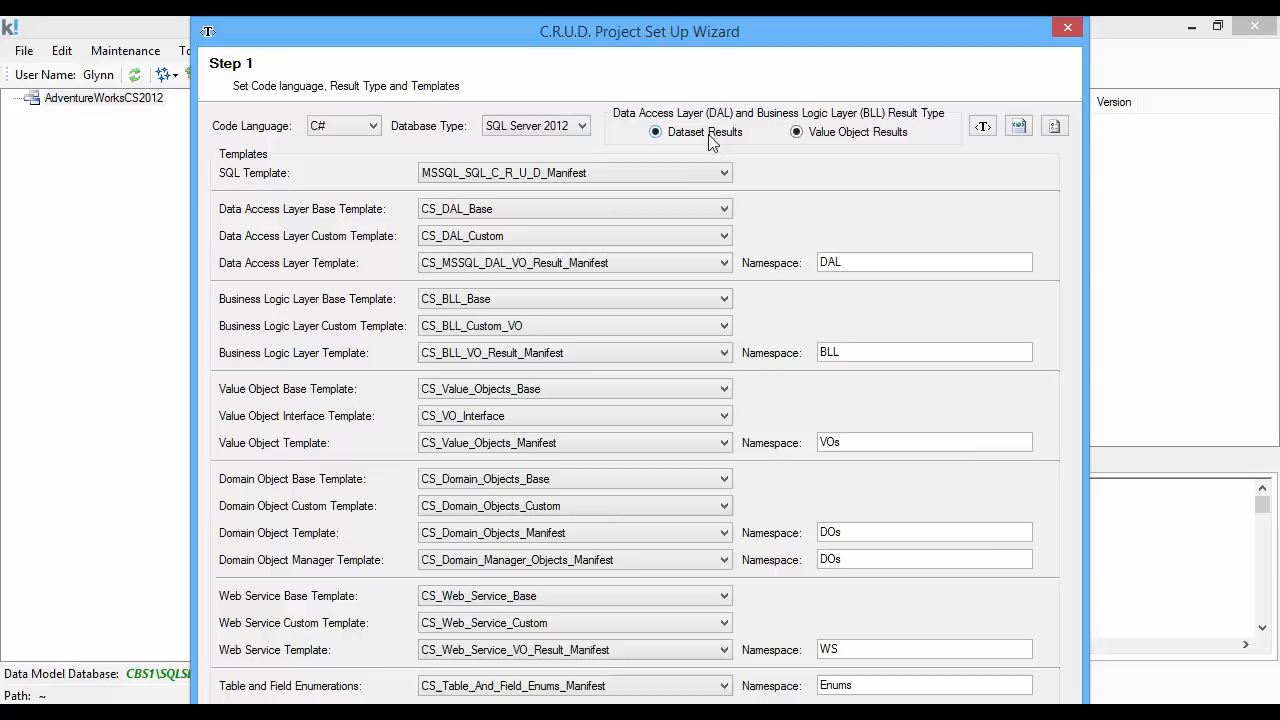 k!
T
C.R.U.D. Project Set Up Wizard
File Edit Maintenance To
User Name: Glynn
AdventureWorksCS2012
Version
Step 1
Set Code language, Result Type and Templates
Code Language: C# Database Type: SQL Server 2012
Data Access Layer (DAL) and Business Logic Layer (BLL) Result Type
Dataset Results Value Object Results
T
Templates
SQL Template: MSSQL_SQL_C_R_U_D_Manifest
Data Access Layer Base Template: CS_DAL_Base
Data Access Layer Custom Template: CS_DAL_Custom
Data Access Layer Template: CS_MSSQL_DAL_VO_Result_Manifest Namespace: DAL
Business Logic Layer Base Template: CS_BLL_Base
Business Logic Layer Custom Template: CS_BLL_Custom_VO
Business Logic Layer Template: CS_BLL_VO_Result_Manifest Namespace: BLL
Value Object Base Template: CS_Value_Objects_Base
Value Object Interface Template: CS_VO_Interface
Value Object Template: CS_Value_Objects_Manifest Namespace: VOs
Domain Object Base Template: CS_Domain_Objects_Base
Domain Object Custom Template: CS_Domain_Objects_Custom
Domain Object Template: CS_Domain_Objects_Manifest Namespace: DOs
Domain Object Manager Template: CS_Domain_Manager_Objects_Manifest Namespace: DOs
Web Service Base Template: CS_Web_Service_Base
Web Service Custom Template: CS_Web_Service_Custom
Web Service Template: CS_Web_Service_VO_Result_Manifest Namespace: WS
Table and Field Enumerations: CS_Table_And_Field_Enums_Manifest Namespace: Enums
Data Model Database: CBS1\SQLSE
Path: ~